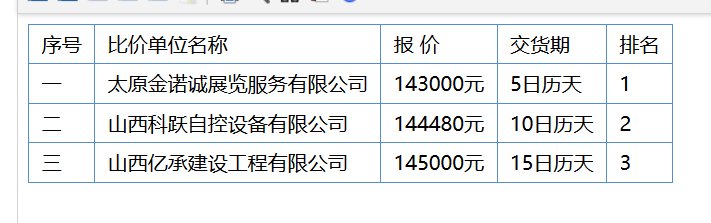 序号 比价单位名称 报 价 交货期 排名
一 太原金诺诚展览服务有限公司 143000元 5日历天 1
二 山西科跃自控设备有限公司 144480元 10日历天 2
三 山西亿承建设工程有限公司 145000元 15日历天 3